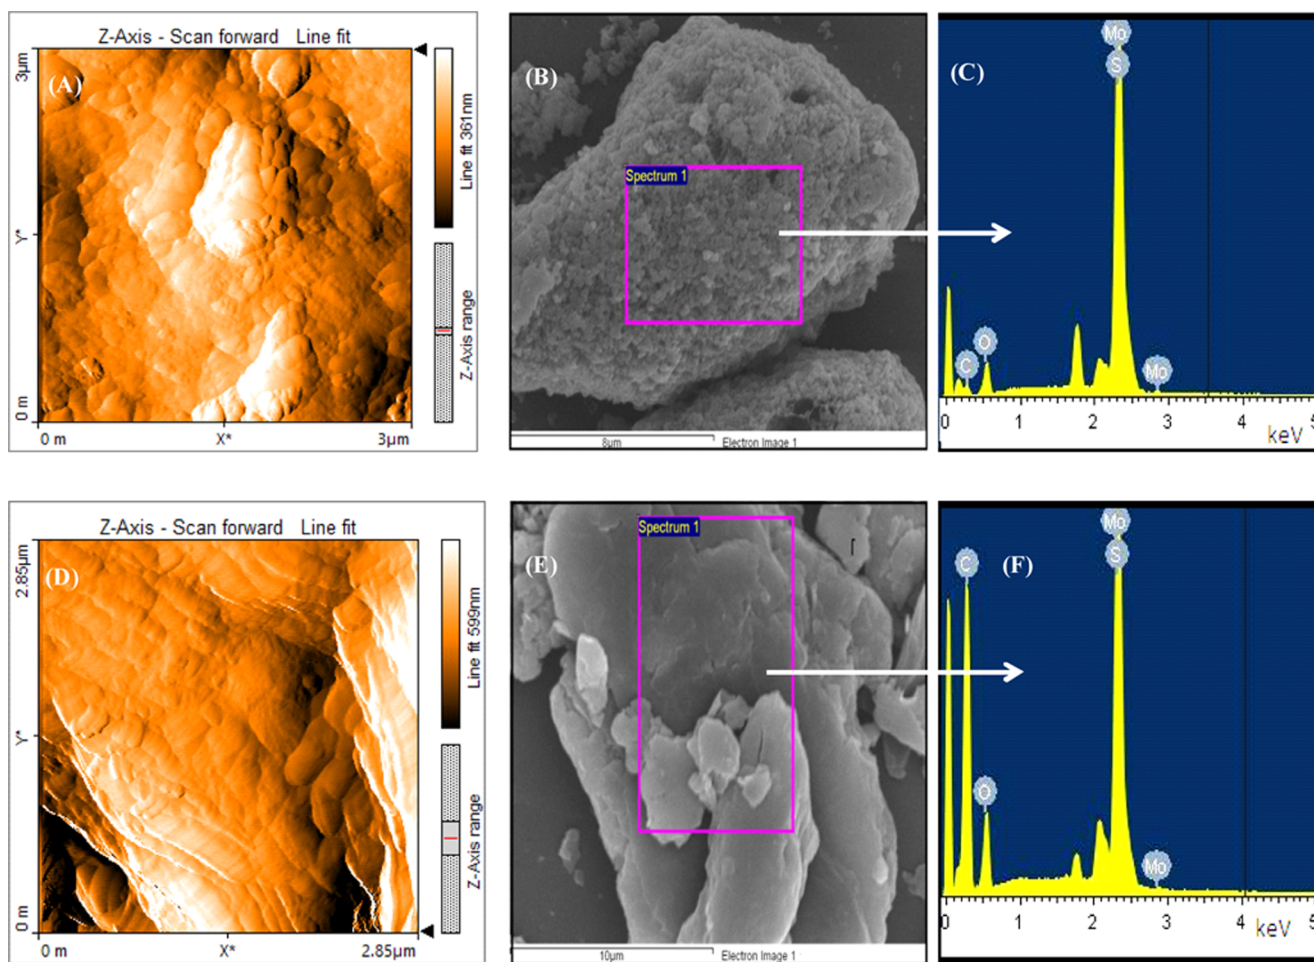 Z-Axis - Scan forward Line fit
(A)
3µm
Y*
0 m
0 m
X*
3µm
Line fit 361nm
Z-Axis range
(B)
Spectrum 1
8µm
Electron Image 1
(C)
Mo
S
O
C
Mo
0 1 2 3 4 5
keV
Z-Axis - Scan forward Line fit
(D)
2.85µm
Y*
0 m
0 m
X*
2.85µm
Line fit 599nm
Z-Axis range
(E)
Spectrum 1
10µm
Electron Image 1
(F)
Mo
S
C
O
Mo
0 1 2 3 4 5
keV